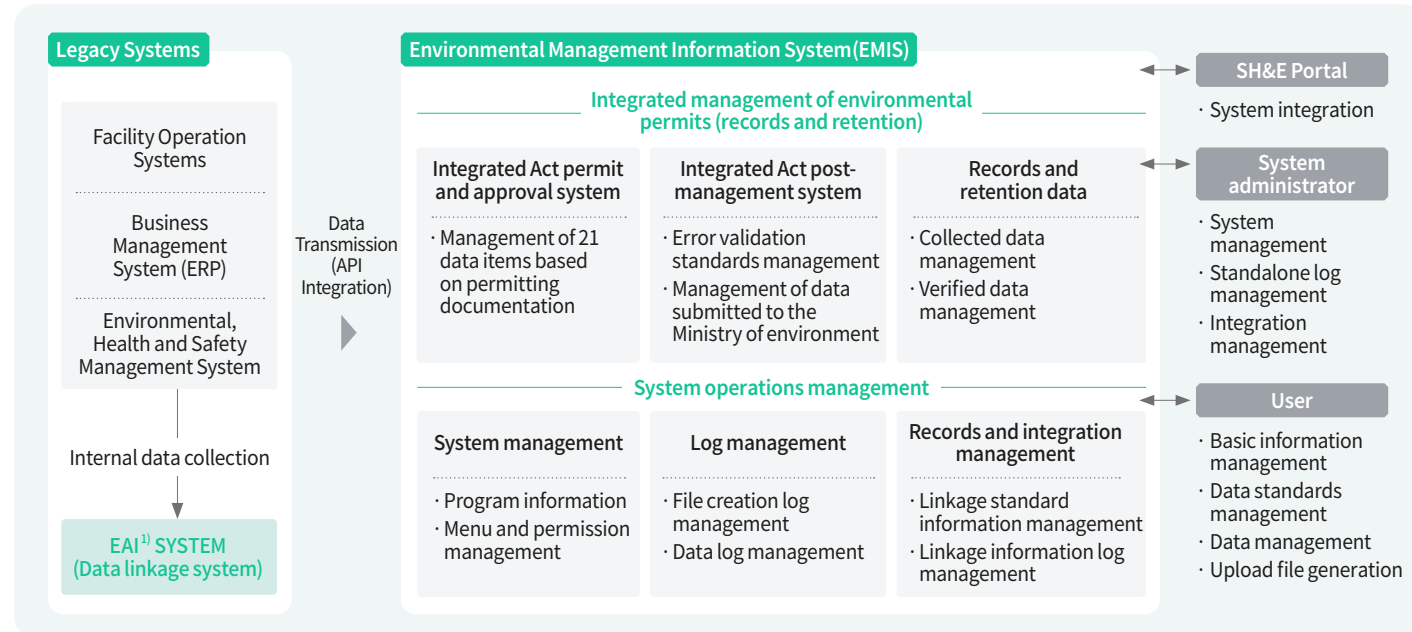 Legacy Systems
Facility Operation
Systems
Business
Management
System (ERP)
Environmental,
Health and Safety
Management System
Internal data collection
EAI1) SYSTEM
(Data linkage system)
Data
Transmission
(API
Integration)
Environmental Management Information System(EMIS)
Integrated management of environmental
permits (records and retention)
Integrated Act permit
and approval system
· Management of 21
data items based
on permitting
documentation
Integrated Act post-
management system
· Error validation
standards management
· Management of data
submitted to the
Ministry of environment
Records and
retention data
· Collected data
management
· Verified data
management
System operations management
System management
· Program information
· Menu and permission
management
Log management
· File creation log
management
· Data log management
Records and integration
management
· Linkage standard
information management
· Linkage information log
management
SH&E Portal
· System integration
System
administrator
· System
management
· Standalone log
management
· Integration
management
User
· Basic information
management
· Data standards
management
· Data management
· Upload file generation